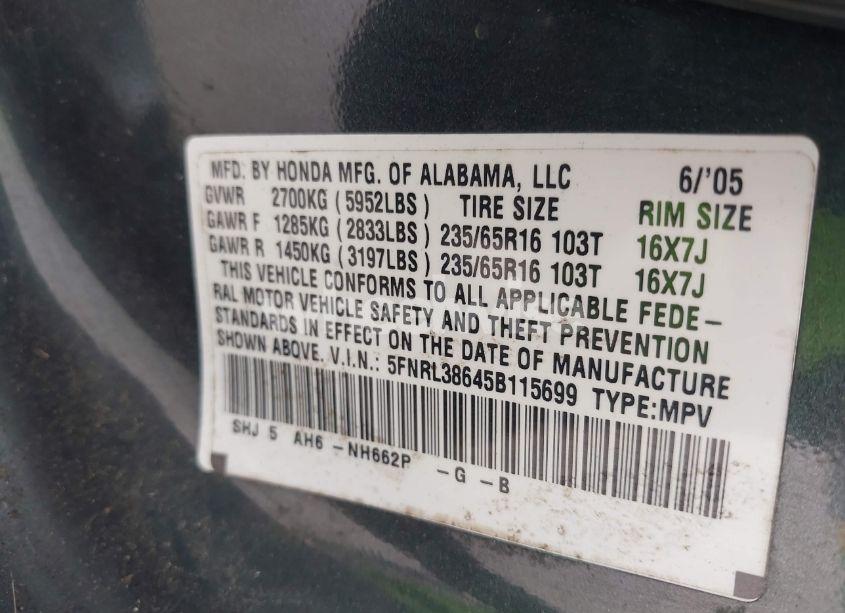 MFD. BY HONDA MFG. OF ALABAMA, LLC 6/'05
GVWR 2700KG (5952LBS) TIRE SIZE RIM SIZE
GAWR F 1285KG (2833LBS) 235/65R16 103T 16X7J
GAWR R 1450KG (3197LBS) 235/65R16 103T 16X7J
THIS VEHICLE CONFORMS TO ALL APPLICABLE FEDE-
RAL MOTOR VEHICLE SAFETY AND THEFT PREVENTION
STANDARDS IN EFFECT ON THE DATE OF MANUFACTURE
SHOWN ABOVE. V.I.N.: 5FNRL38645B115699 TYPE:MPV
SHJ 5 AH6 -NH662P -G -B